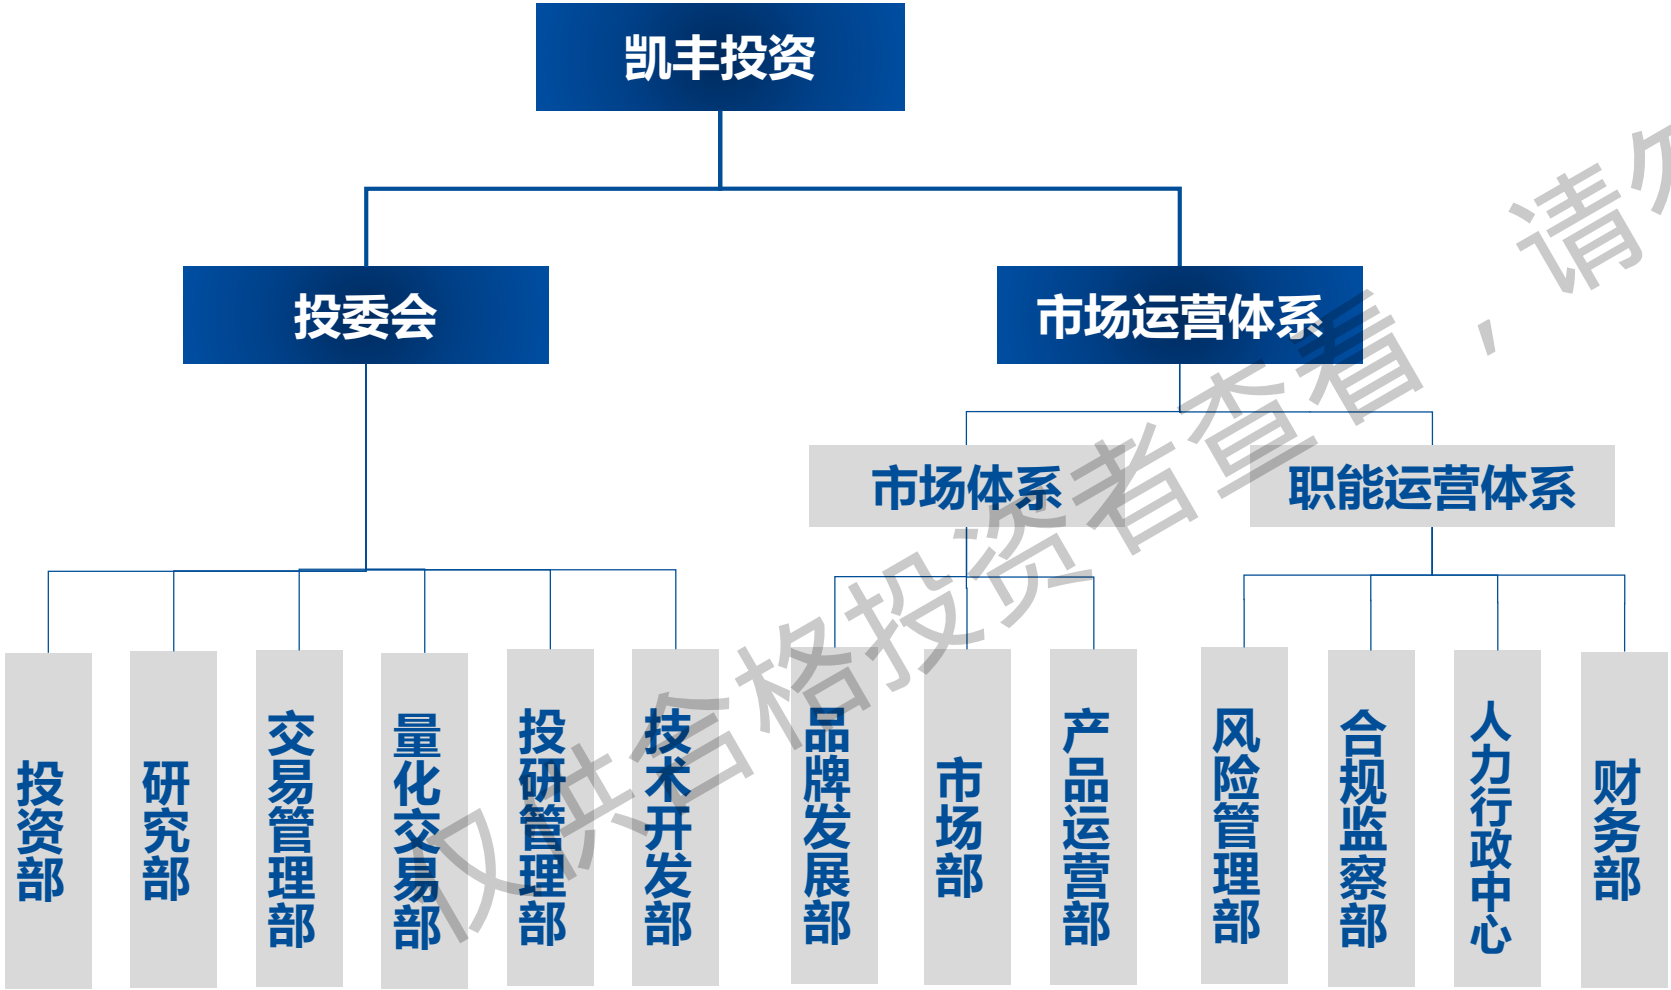 凯丰投资
投委会
市场运营体系
市场体系
职能运营体系
投资部
研究部
交易管理部
量化交易部
投研管理部
技术开发部
品牌发展部
市场部
产品运营部
风险管理部
合规监察部
人力行政中心
财务部
仅供合格投资者查看，请